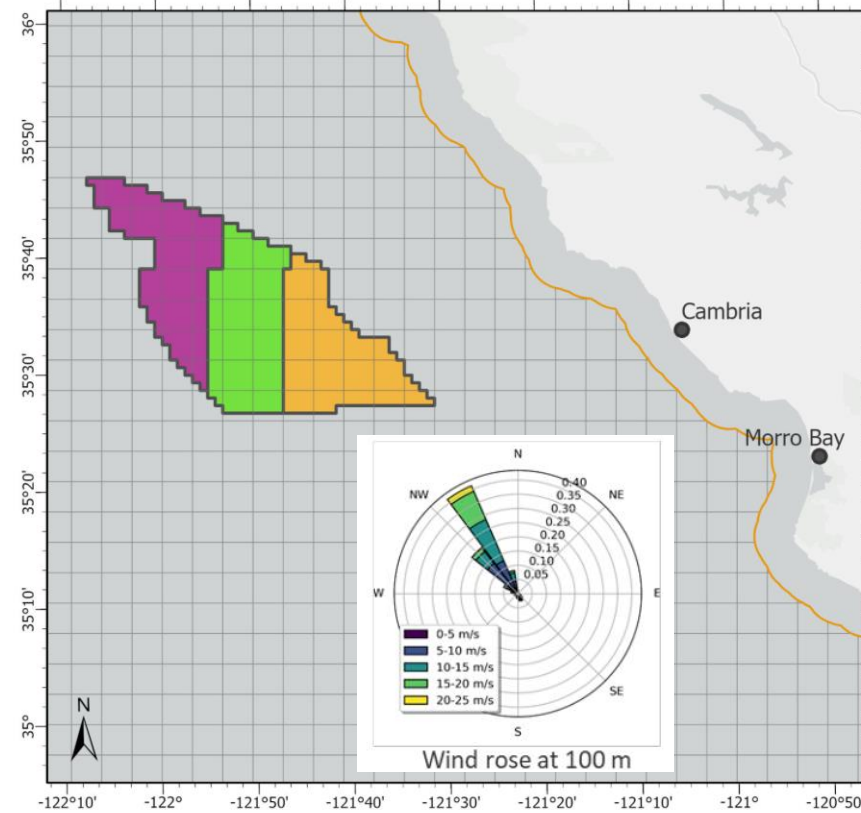 36°
35°50'
35°40'
35°30'
35°20'
35°10'
35°
Cambria
Morro Bay
N
NW
NE
W
E
SE
S
0.40
0.35
0.30
0.25
0.20
0.15
0.10
0.05
0-5 m/s
5-10 m/s
10-15 m/s
15-20 m/s
20-25 m/s
Wind rose at 100 m
N
-122°10'
-122°
-121°50'
-121°40'
-121°30'
-121°20'
-121°10'
-121°
-120°50'